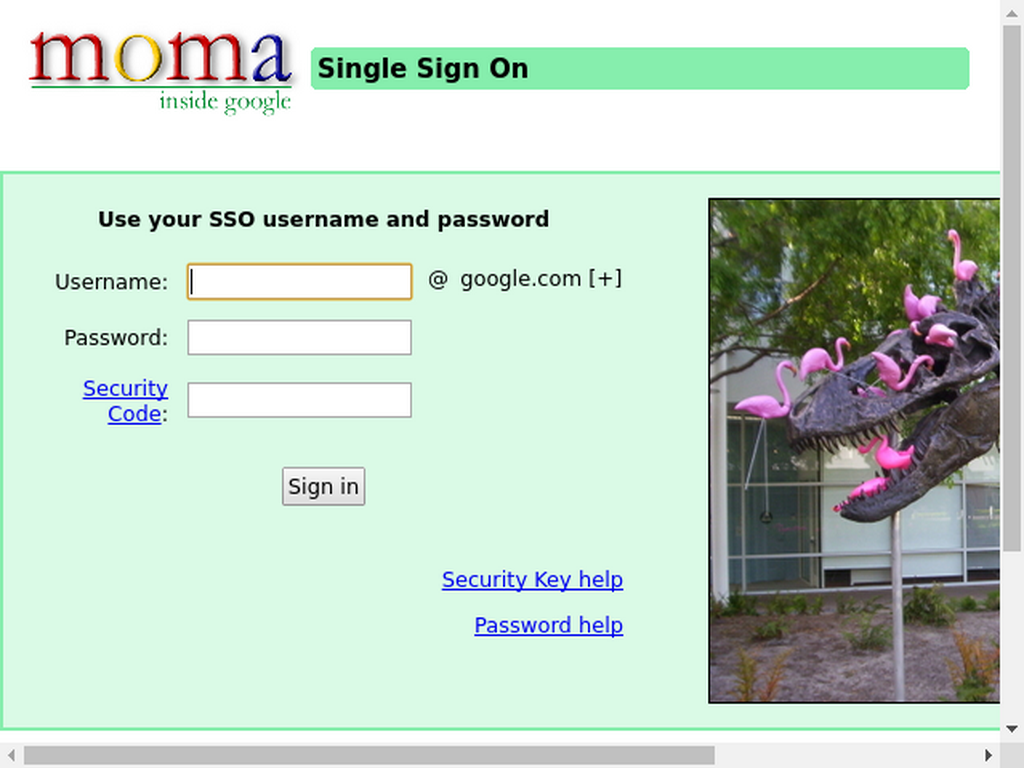 moma
inside google
Single Sign On
Use your SSO username and password
Username:
@ google.com [+]
Password:
Security
Code:
Sign in
Security Key help
Password help